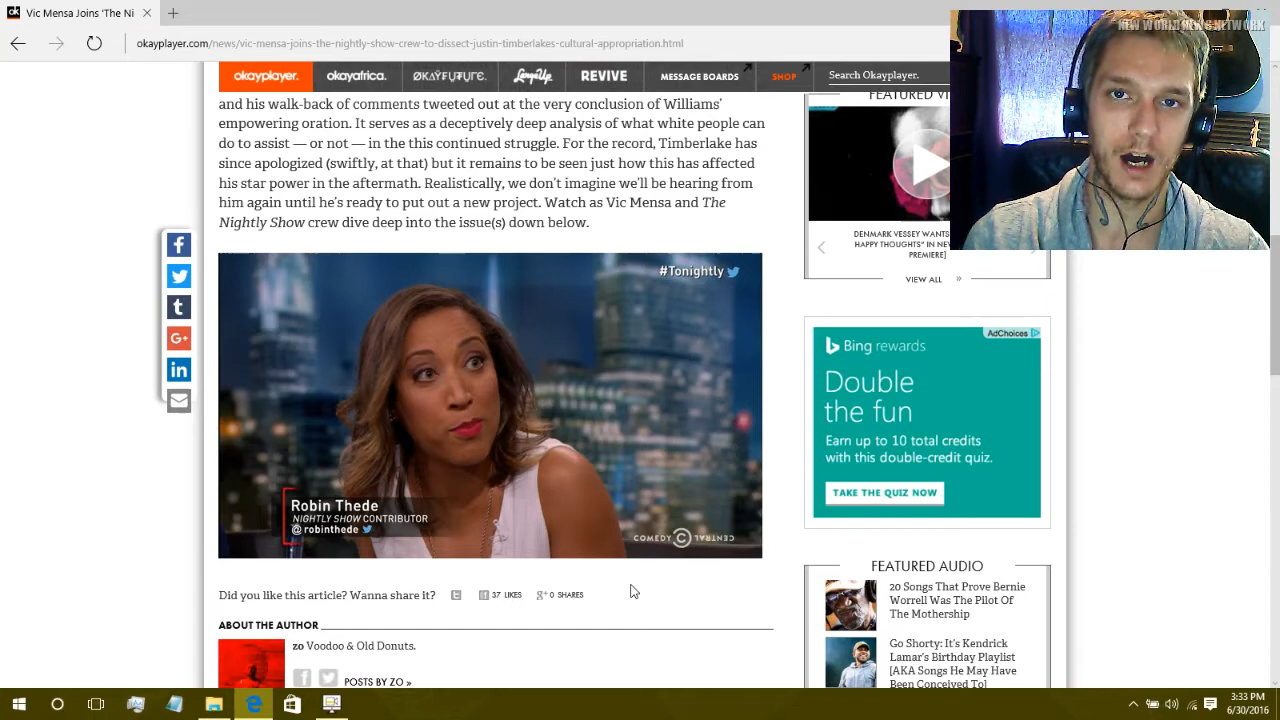 Vic Mensa Joins 'The Ni
okayplayer.com/news/vic-mensa-joins-the-nightly-show-crew-to-dissect-justin-timberlakes-cultural-appropriation.html
NEW WORLD NEWS NETWORK
okayplayer.
okayafrica.
OKAYFUTURE.
LargeUp
REVIVE
MESSAGE BOARDS
SHOP
Search Okayplayer.
and his walk-back of comments tweeted out at the very conclusion of Williams'
empowering oration. It serves as a deceptively deep analysis of what white people can
do to assist — or not — in the this continued struggle. For the record, Timberlake has
since apologized (swiftly, at that) but it remains to be seen just how this has affected
his star power in the aftermath. Realistically, we don't imagine we'll be hearing from
him again until he's ready to put out a new project. Watch as Vic Mensa and The
Nightly Show crew dive deep into the issue(s) down below.
#Tonightly
Robin Thede
NIGHTLY SHOW CONTRIBUTOR
@robinthede
COMEDY CENTRAL
Did you like this article? Wanna share it?
37 LIKES
0 SHARES
ABOUT THE AUTHOR
zo Voodoo & Old Donuts.
POSTS BY ZO »
FEATURED VI
DENMARK VESSEY WANTS
HAPPY THOUGHTS" IN NEW
PREMIERE]
VIEW ALL »
AdChoices
Bing rewards
Double
the fun
Earn up to 10 total credits
with this double-credit quiz.
TAKE THE QUIZ NOW
FEATURED AUDIO
20 Songs That Prove Bernie
Worrell Was The Pilot Of
The Mothership
Go Shorty: It's Kendrick
Lamar's Birthday Playlist
[AKA Songs He May Have
Been Conceived To]
3:33 PM
6/30/2016